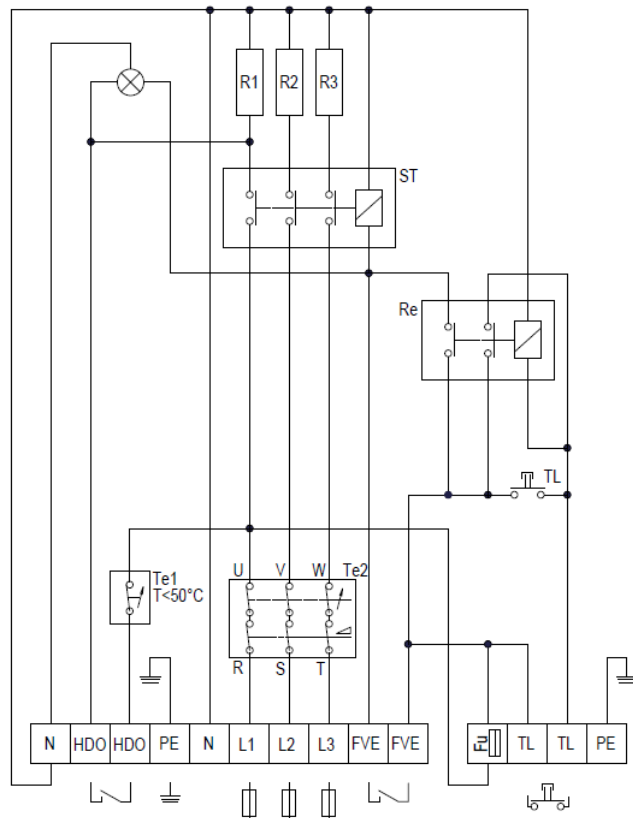 R1 R2 R3
ST
Re
TL
Te1
T<50°C
U V W Te2
R S T
N HDO HDO PE N L1 L2 L3 FVE FVE Fu TL TL PE